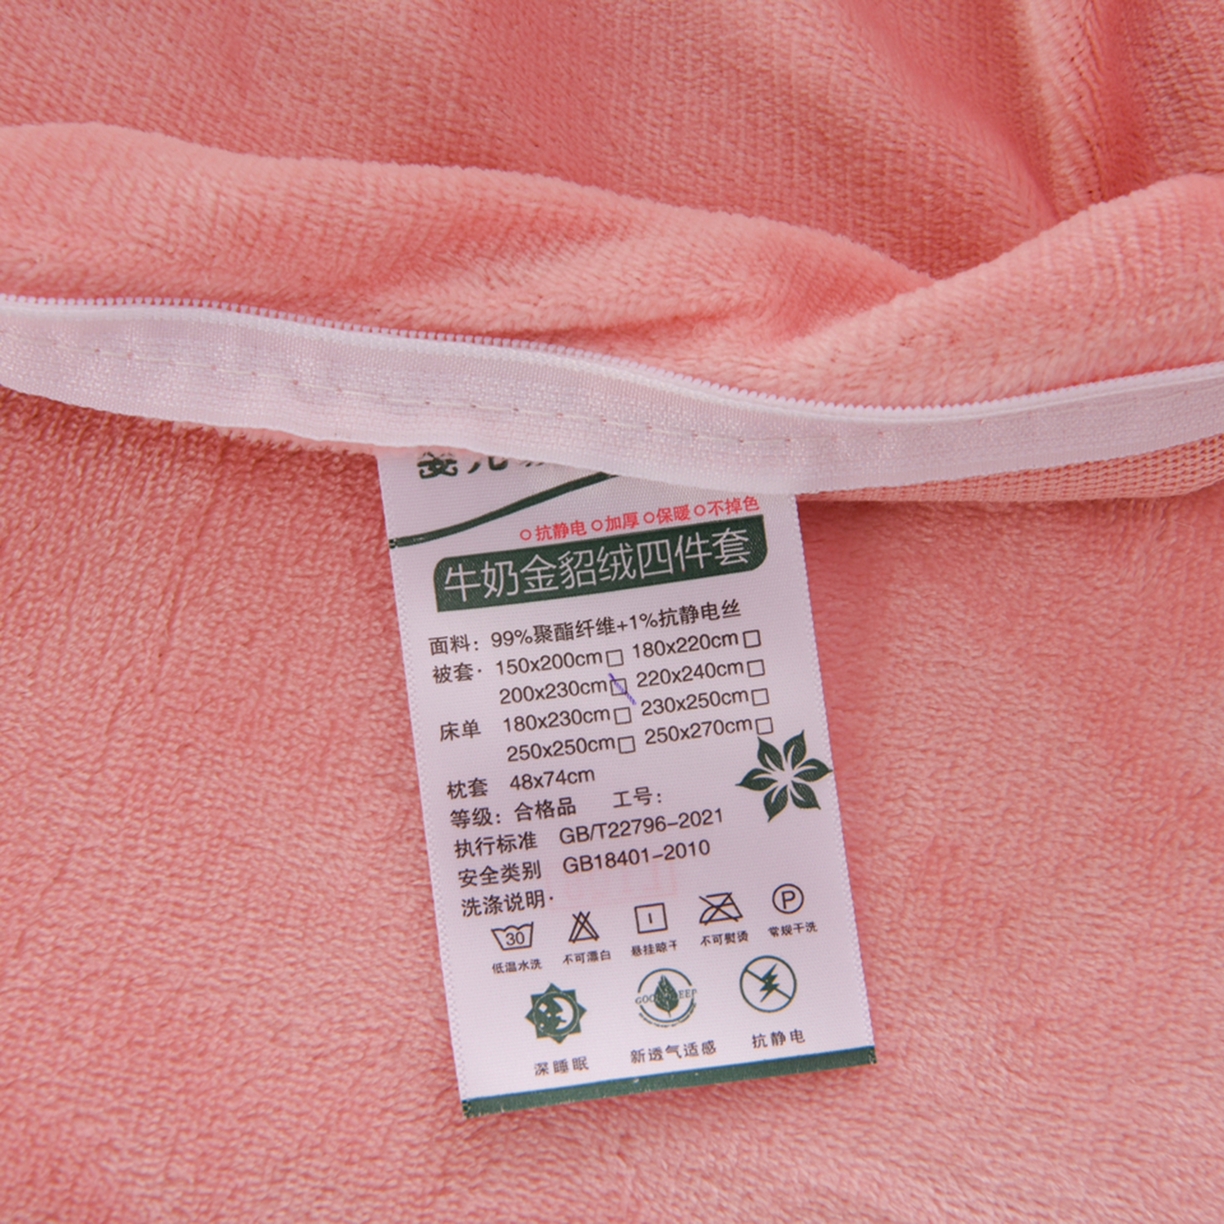 ○抗静电 ○加厚 ○保暖 ○不掉色
牛奶金貂绒四件套
面料: 99%聚酯纤维+1%抗静电丝
被套· 150x200cm□ 180x220cm□
200x230cm□ 220x240cm□
床单 180x230cm□ 230x250cm□
250x250cm□ 250x270cm□
枕套 48x74cm
等级: 合格品 工号:
执行标准 GB/T22796-2021
安全类别 GB18401-2010
洗涤说明·
30 P
低温水洗 不可漂白 悬挂晾干 不可熨烫 常规干洗
深睡眠 新透气适感 抗静电